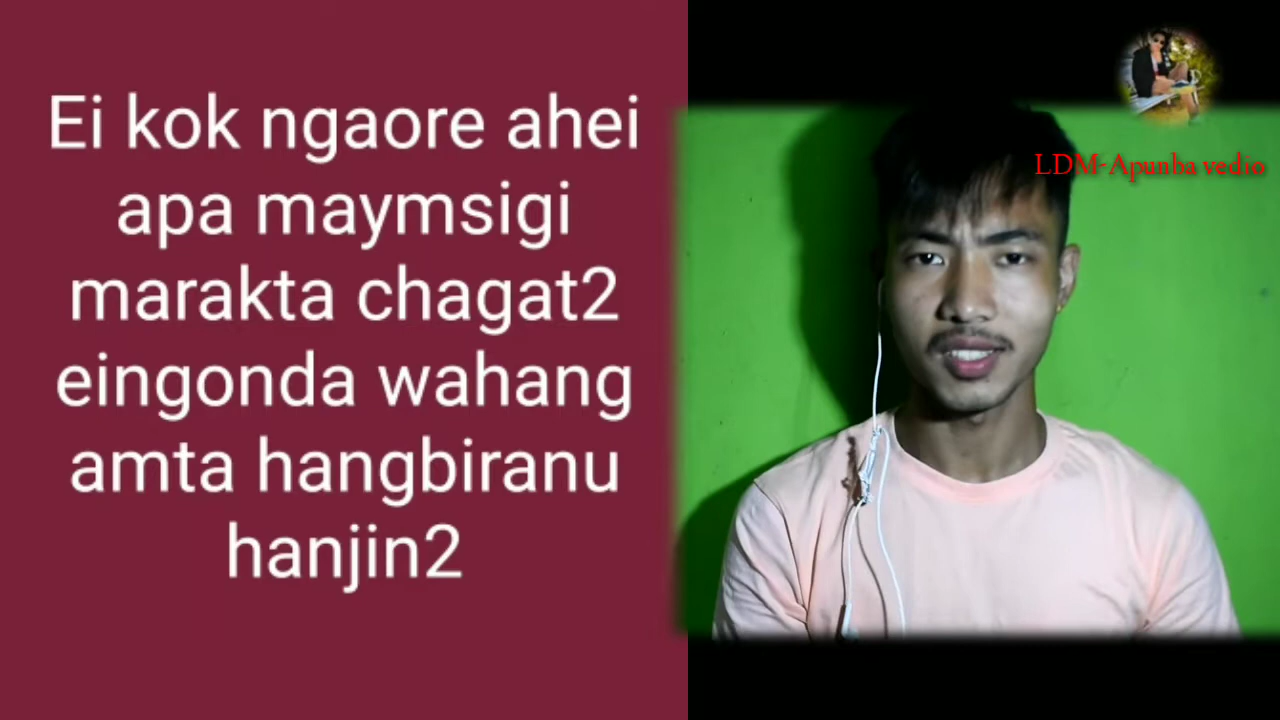 Ei kok ngaore ahei
apa maymsigi
marakta chagat2
eingonda wahang
amta hangbiranu
hanjin2
LDM-Apunba vedio